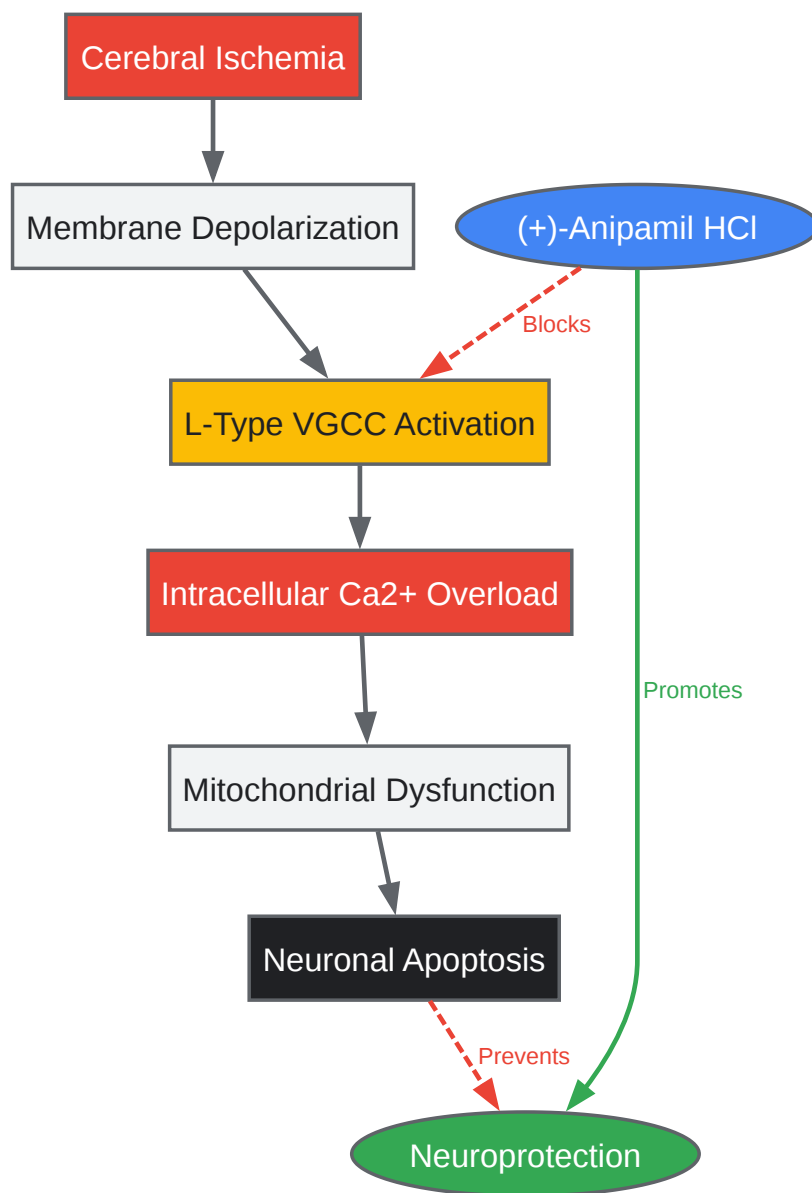 Cerebral Ischemia
Membrane Depolarization
(+)-Anipamil HCl
Blocks
L-Type VGCC Activation
Intracellular Ca2+ Overload
Promotes
Mitochondrial Dysfunction
Neuronal Apoptosis
Prevents
Neuroprotection